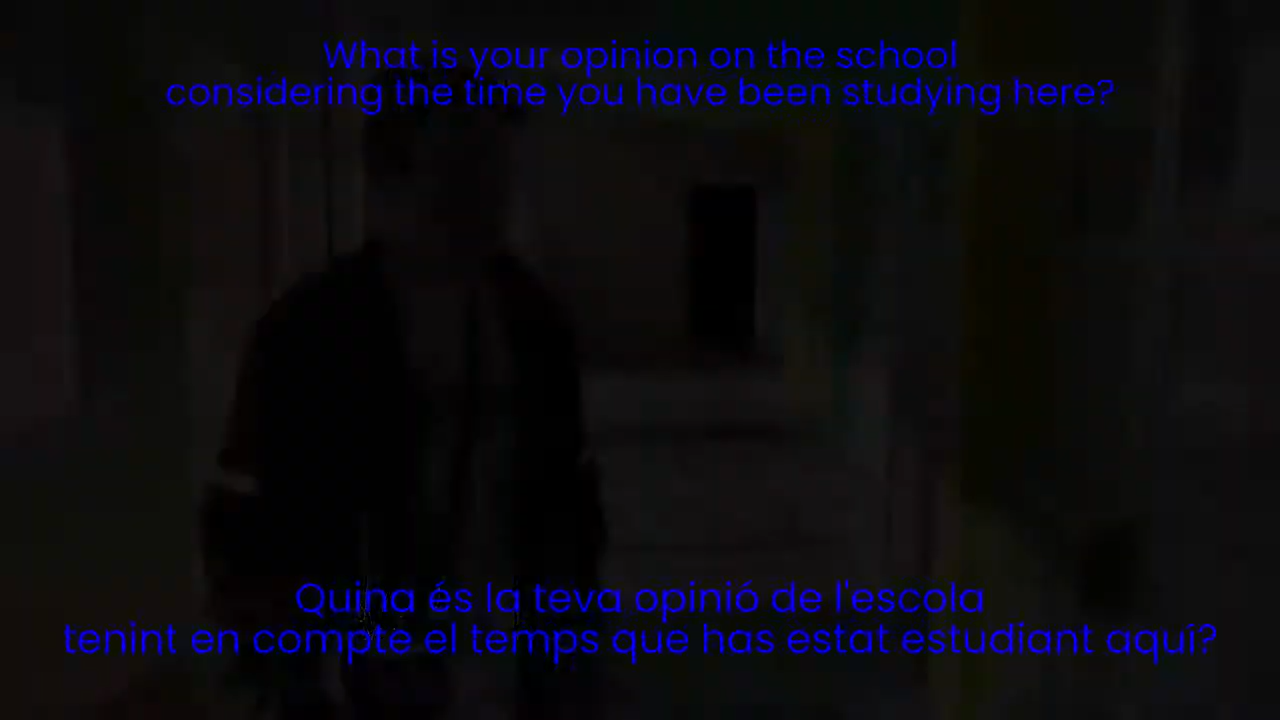 What is your opinion on the school
considering the time you have been studying here?
Quina és la teva opinió de l'escola
tenint en compte el temps que has estat estudiant aquí?